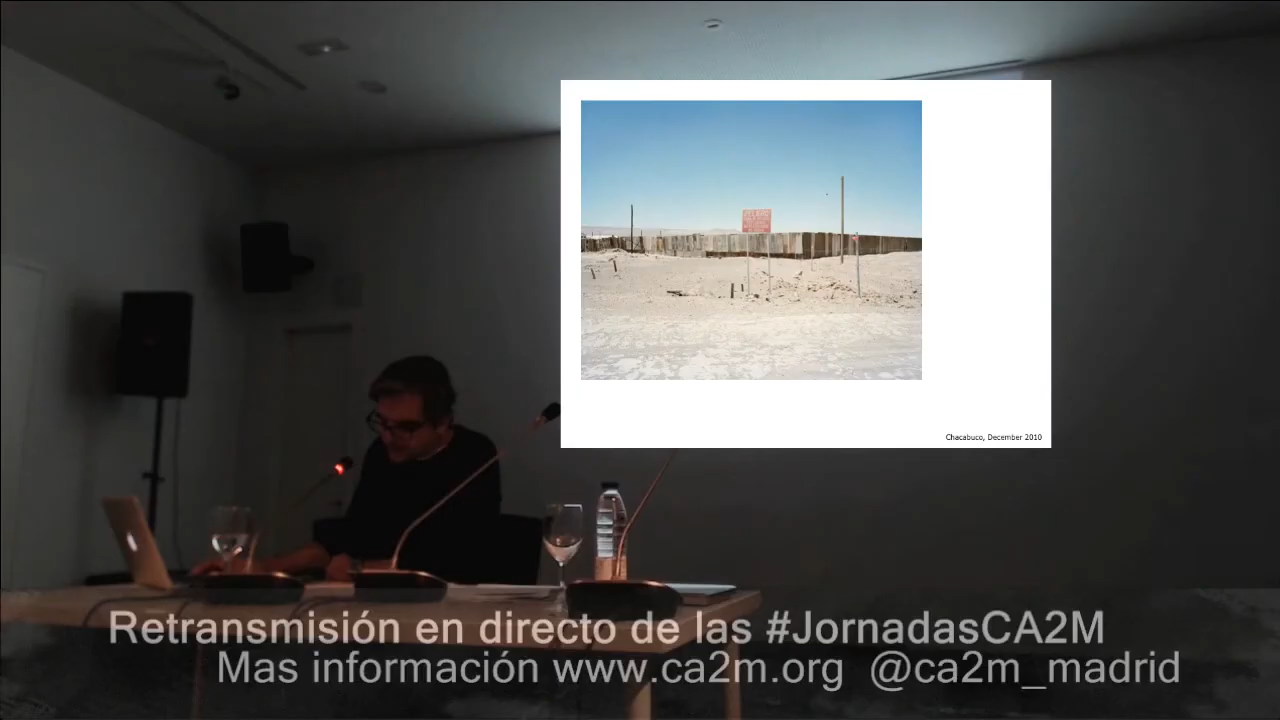 Chacabuco, December 2010
Retransmisión en directo de las #JornadasCA2M
Mas información www.ca2m.org @ca2m_madrid